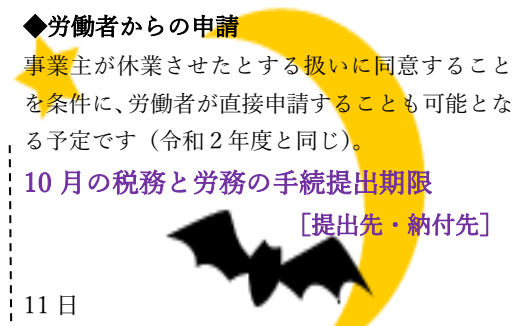 ◆労働者からの申請
事業主が休業させたとする扱いに同意すること
を条件に、労働者が直接申請することも可能とな
る予定です（令和２年度と同じ）。
10 月の税務と労務の手続提出期限
［提出先・納付先］
11 日